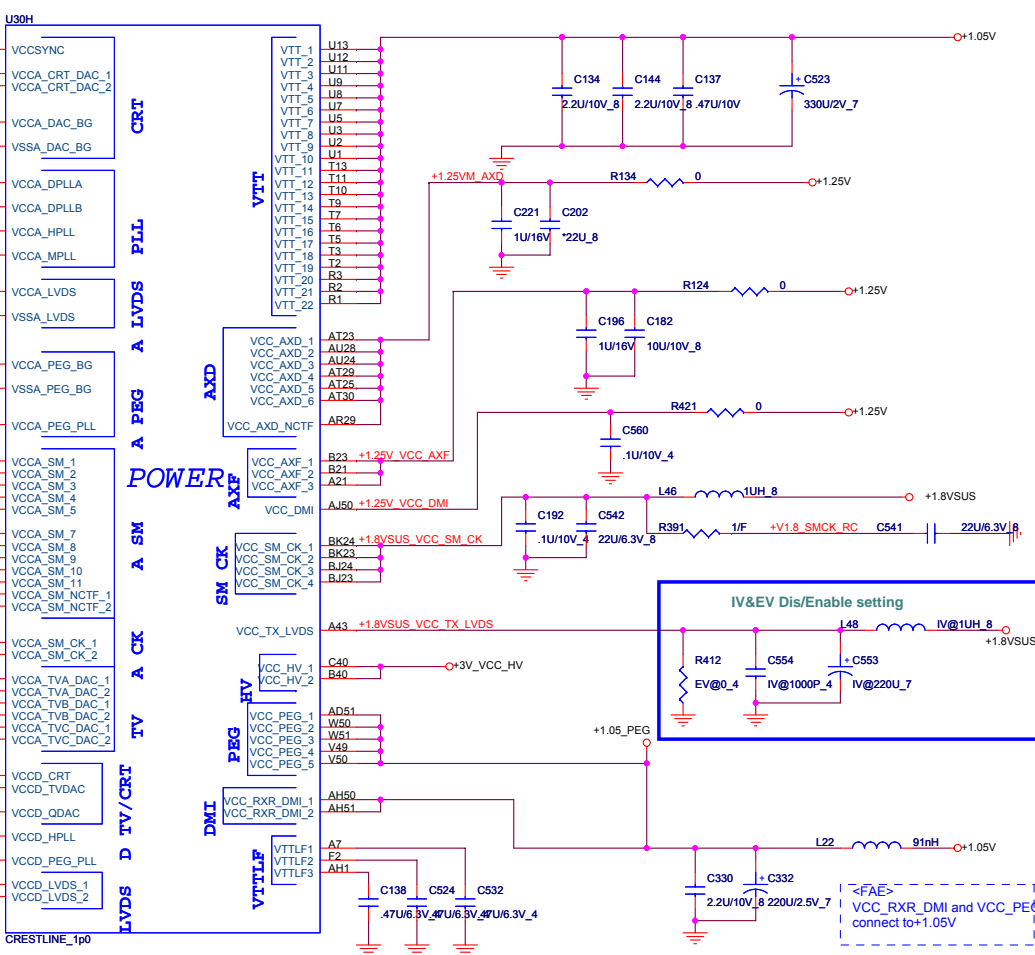 U30H
VCCSYNC
VCCA_CRT_DAC_1
VCCA_CRT_DAC_2
VCCA_DAC_BG
VSSA_DAC_BG
CRT
VCCA_DPLLA
VCCA_DPLLB
VCCA_HPLL
VCCA_MPLL
PLL
VCCA_LVDS
VSSA_LVDS
A LVDS
VCCA_PEG_BG
VSSA_PEG_BG
VCCA_PEG_PLL
A PEG
POWER
VCCA_SM_1
VCCA_SM_2
VCCA_SM_3
VCCA_SM_4
VCCA_SM_5
VCCA_SM_7
VCCA_SM_8
VCCA_SM_9
VCCA_SM_10
VCCA_SM_11
VCCA_SM_NCTF_1
VCCA_SM_NCTF_2
A SM
VCCA_SM_CK_1
VCCA_SM_CK_2
A CK
VCCA_TVA_DAC_1
VCCA_TVA_DAC_2
VCCA_TVB_DAC_1
VCCA_TVB_DAC_2
VCCA_TVC_DAC_1
VCCA_TVC_DAC_2
TV
VCCD_CRT
VCCD_TVDAC
VCCD_QDAC
D TV/CRT
VCCD_HPLL
VCCD_PEG_PLL
VCCD_LVDS_1
VCCD_LVDS_2
LVDS
CRESTLINE_1p0
VTT
VTT_1 U13
VTT_2 U12
VTT_3 U11
VTT_4 U9
VTT_5 U8
VTT_6 U7
VTT_7 U5
VTT_8 U3
VTT_9 U2
VTT_10 U1
VTT_11 T13
VTT_12 T11
VTT_13 T10
VTT_14 T9
VTT_15 T7
VTT_16 T6
VTT_17 T5
VTT_18 T3
VTT_19 T2
VTT_20 R3
VTT_21 R2
VTT_22 R1
AXD
VCC_AXD_1 AT23
VCC_AXD_2 AU28
VCC_AXD_3 AU24
VCC_AXD_4 AT29
VCC_AXD_5 AT25
VCC_AXD_6 AT30
VCC_AXD_NCTF AR29
AXF
VCC_AXF_1 B23 +1.25V_VCC_AXF
VCC_AXF_2 B21
VCC_AXF_3 A21
VCC_DMI AJ50 +1.25V_VCC_DMI
SM CK
VCC_SM_CK_1 BK24 +1.8VSUS_VCC_SM_CK
VCC_SM_CK_2 BK23
VCC_SM_CK_3 BJ24
VCC_SM_CK_4 BJ23
VCC_TX_LVDS A43 +1.8VSUS_VCC_TX_LVDS
HV
VCC_HV_1 C40 +3V_VCC_HV
VCC_HV_2 B40
PEG
VCC_PEG_1 AD51
VCC_PEG_2 W50
VCC_PEG_3 W51
VCC_PEG_4 V49
VCC_PEG_5 V50
DMI
VCC_RXR_DMI_1 AH50
VCC_RXR_DMI_2 AH51
VTTLF
VTTLF1 A7
VTTLF2 F2
VTTLF3 AH1
+1.05V
C134 C144 C137 + C523
2.2U/10V_8 2.2U/10V_8 .47U/10V 330U/2V_7
+1.25VM_AXD R134 0 +1.25V
C221 C202
1U/16V *22U_8
R124 0 +1.25V
C196 C182
1U/16V 10U/10V_8
R421 0 +1.25V
C560
.1U/10V_4
L46 1UH_8 +1.8VSUS
C192 C542
.1U/10V_4 22U/6.3V_8
R391 1/F +V1.8_SMCK_RC C541 22U/6.3V_8
IV&EV Dis/Enable setting
L48 IV@1UH_8
+1.8VSUS
R412 C554 + C553
EV@0_4 IV@1000P_4 IV@220U_7
+1.05_PEG
L22 91nH +1.05V
C330 + C332
2.2U/10V_8 220U/2.5V_7
C138 C524 C532
.47U/6.3V_4 .47U/6.3V_4 .47U/6.3V_4
<FAE>
VCC_RXR_DMI and VCC_PEG
connect to+1.05V